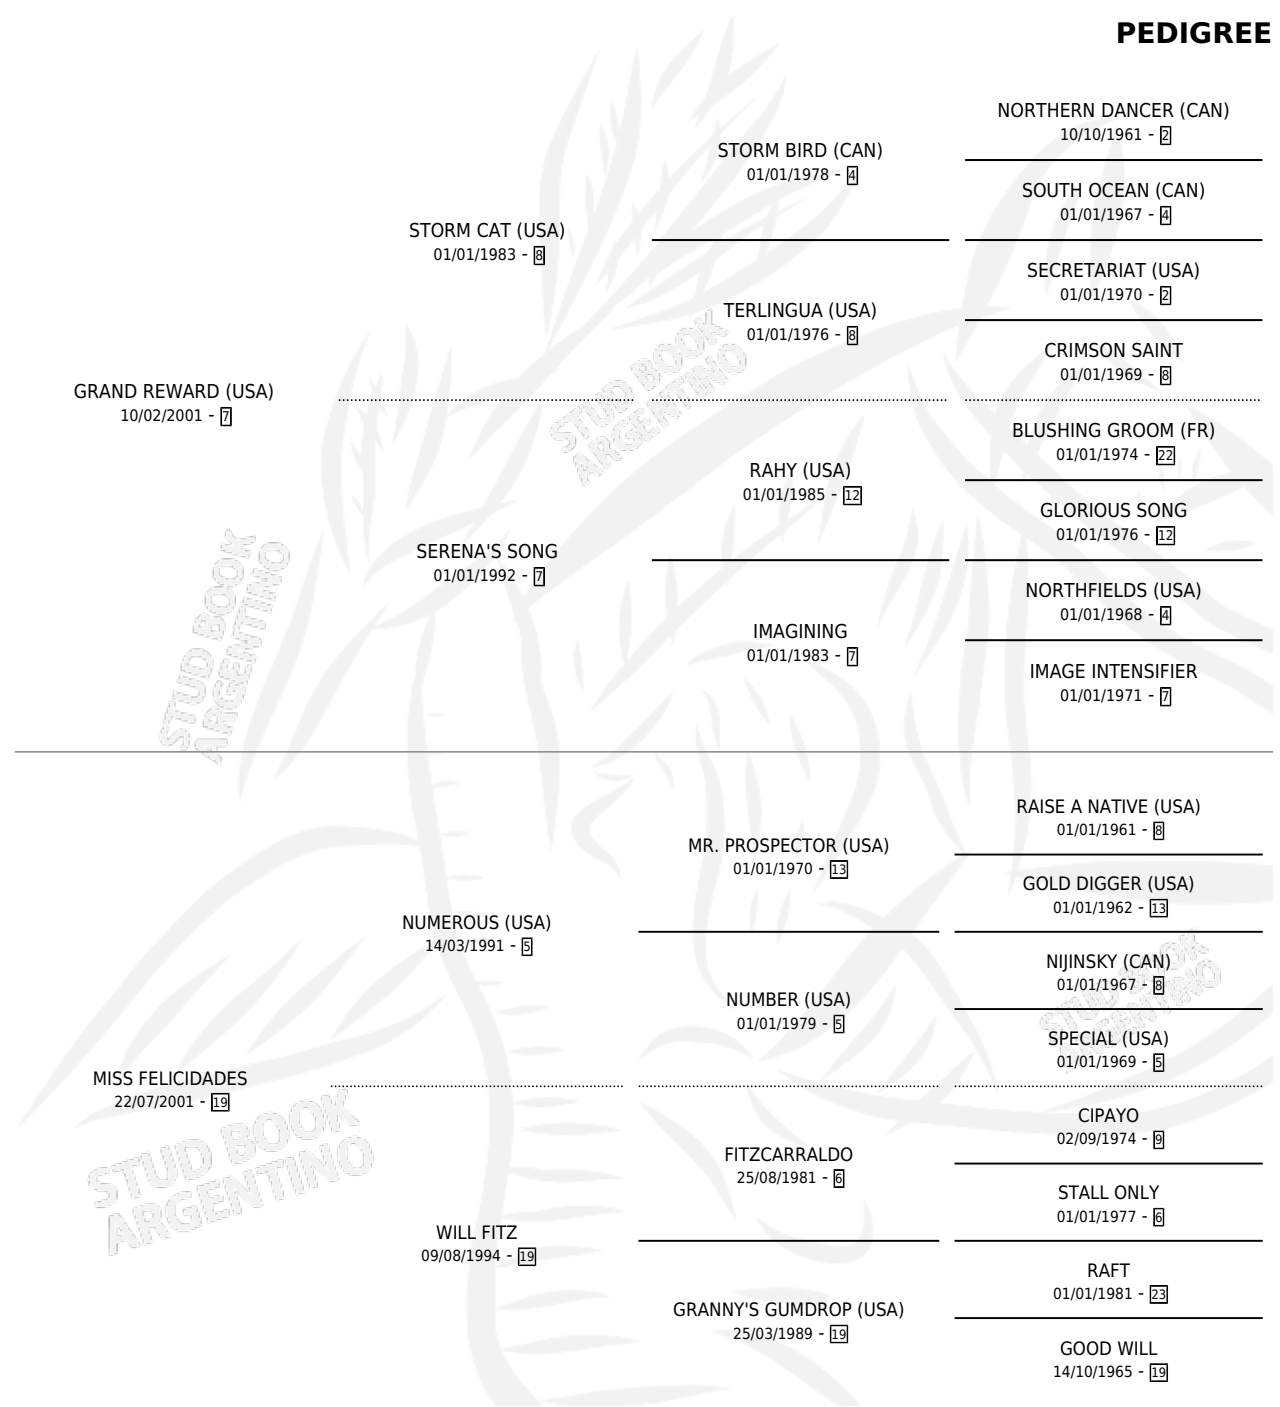 PEDIGREE
NORTHERN DANCER (CAN)
10/10/1961 - 2
STORM BIRD (CAN)
01/01/1978 - 4
SOUTH OCEAN (CAN)
01/01/1967 - 4
STORM CAT (USA)
01/01/1983 - 8
SECRETARIAT (USA)
01/01/1970 - 2
TERLINGUA (USA)
01/01/1976 - 8
CRIMSON SAINT
01/01/1969 - 8
GRAND REWARD (USA)
10/02/2001 - 7
STUD BOOK
ARGENTINO
BLUSHING GROOM (FR)
01/01/1974 - 22
RAHY (USA)
01/01/1985 - 12
GLORIOUS SONG
01/01/1976 - 12
SERENA'S SONG
01/01/1992 - 7
NORTHFIELDS (USA)
01/01/1968 - 4
IMAGINING
01/01/1983 - 7
IMAGE INTENSIFIER
01/01/1971 - 7
STUD BOOK
ARGENTINO
RAISE A NATIVE (USA)
01/01/1961 - 8
MR. PROSPECTOR (USA)
01/01/1970 - 13
GOLD DIGGER (USA)
01/01/1962 - 13
NUMEROUS (USA)
14/03/1991 - 5
NIJINSKY (CAN)
01/01/1967 - 8
NUMBER (USA)
01/01/1979 - 5
STUD BOOK
ARGENTINO
SPECIAL (USA)
01/01/1969 - 5
MISS FELICIDADES
22/07/2001 - 19
CIPAYO
02/09/1974 - 9
FITZCARRALDO
25/08/1981 - 6
STALL ONLY
01/01/1977 - 6
STUD BOOK
ARGENTINO
WILL FITZ
09/08/1994 - 19
RAFT
01/01/1981 - 23
GRANNY'S GUMDROP (USA)
25/03/1989 - 19
GOOD WILL
14/10/1965 - 19